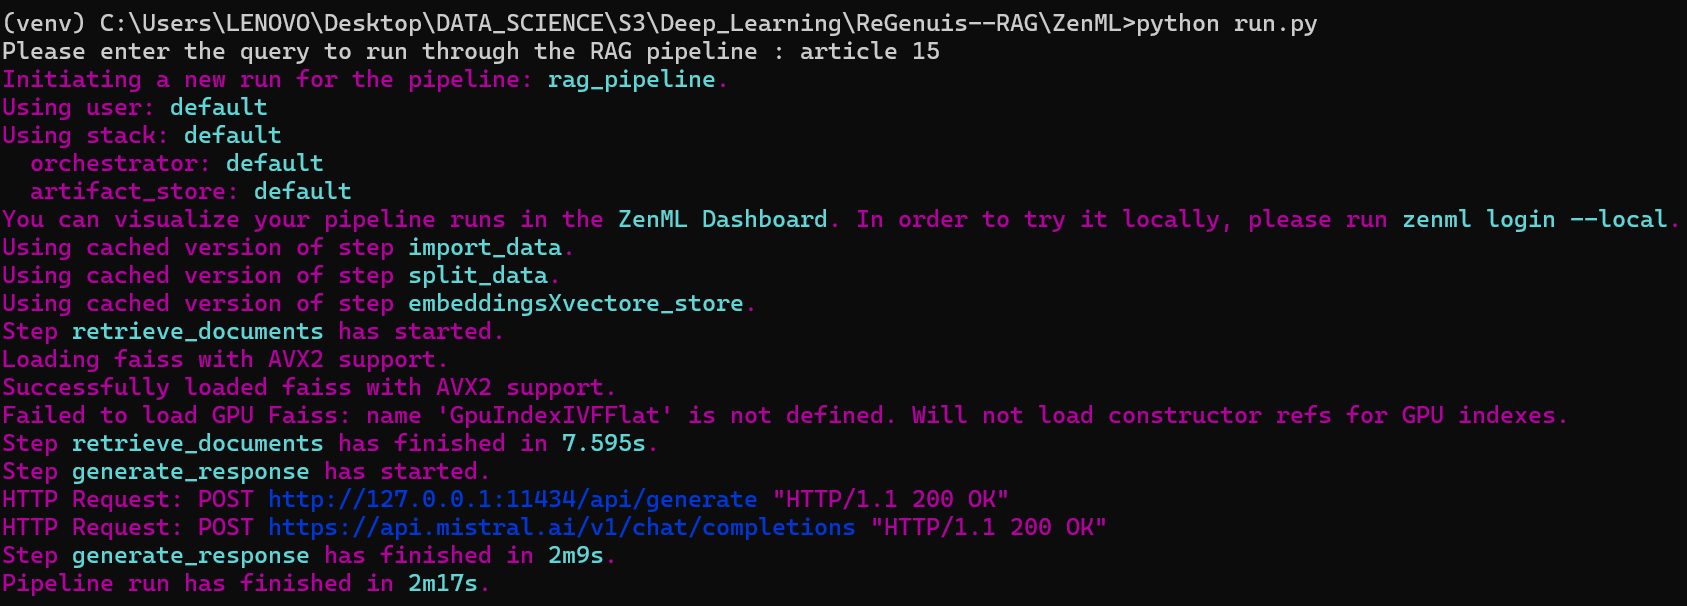 (venv) C:\Users\LENOVO\Desktop\DATA_SCIENCE\S3\Deep_Learning\ReGenuis--RAG\ZenML>python run.py
Please enter the query to run through the RAG pipeline : article 15
Initiating a new run for the pipeline: rag_pipeline.
Using user: default
Using stack: default
  orchestrator: default
  artifact_store: default
You can visualize your pipeline runs in the ZenML Dashboard. In order to try it locally, please run zenml login --local.
Using cached version of step import_data.
Using cached version of step split_data.
Using cached version of step embeddingsXvectore_store.
Step retrieve_documents has started.
Loading faiss with AVX2 support.
Successfully loaded faiss with AVX2 support.
Failed to load GPU Faiss: name 'GpuIndexIVFFlat' is not defined. Will not load constructor refs for GPU indexes.
Step retrieve_documents has finished in 7.595s.
Step generate_response has started.
HTTP Request: POST http://127.0.0.1:11434/api/generate "HTTP/1.1 200 OK"
HTTP Request: POST https://api.mistral.ai/v1/chat/completions "HTTP/1.1 200 OK"
Step generate_response has finished in 2m9s.
Pipeline run has finished in 2m17s.